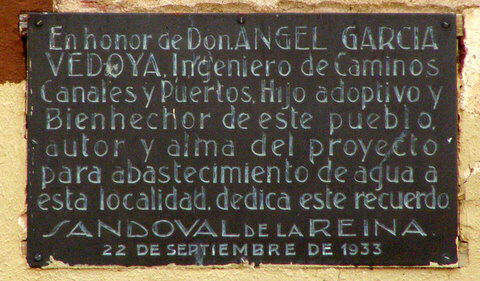 En honor de Don ANGEL GARCIA
VEDOYA, Ingeniero de Caminos
Canales y Puertos, Hijo adoptivo y
Bienhechor de este pueblo,
autor y alma del proyecto
para abastecimiento de agua a
esta localidad, dedica este recuerdo
SANDOVAL DE LA REINA
22 DE SEPTIEMBRE DE 1933